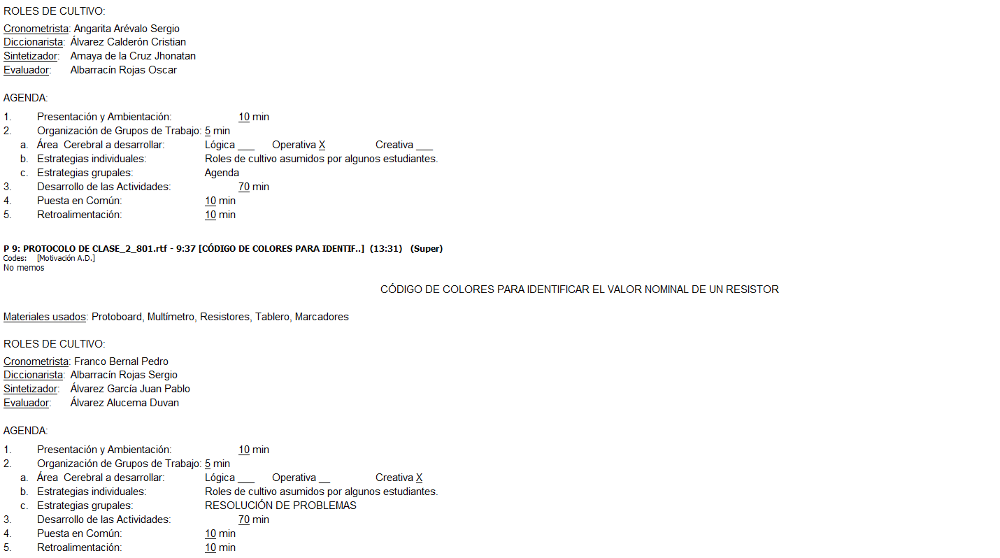 ROLES DE CULTIVO:
Cronometrista: Angarita Arévalo Sergio
Diccionarista: Álvarez Calderón Cristian
Sintetizador: Amaya de la Cruz Jhonatan
Evaluador: Albarracín Rojas Oscar
AGENDA:
1. Presentación y Ambientación: 10 min
2. Organización de Grupos de Trabajo: 5 min
a. Área Cerebral a desarrollar: Lógica ___ Operativa X Creativa ___
b. Estrategias individuales: Roles de cultivo asumidos por algunos estudiantes.
c. Estrategias grupales: Agenda
3. Desarrollo de las Actividades: 70 min
4. Puesta en Común: 10 min
5. Retroalimentación: 10 min
P 9: PROTOCOLO DE CLASE_2_801.rtf - 9:37 [CÓDIGO DE COLORES PARA IDENTIF..] (13:31) (Super)
Codes: [Motivación A.D.]
No memos
CÓDIGO DE COLORES PARA IDENTIFICAR EL VALOR NOMINAL DE UN RESISTOR
Materiales usados: Protoboard, Multímetro, Resistores, Tablero, Marcadores
ROLES DE CULTIVO:
Cronometrista: Franco Bernal Pedro
Diccionarista: Albarracín Rojas Sergio
Sintetizador: Álvarez García Juan Pablo
Evaluador: Álvarez Alucema Duvan
AGENDA:
1. Presentación y Ambientación: 10 min
2. Organización de Grupos de Trabajo: 5 min
a. Área Cerebral a desarrollar: Lógica ___ Operativa __ Creativa X
b. Estrategias individuales: Roles de cultivo asumidos por algunos estudiantes.
c. Estrategias grupales: RESOLUCIÓN DE PROBLEMAS
3. Desarrollo de las Actividades: 70 min
4. Puesta en Común: 10 min
5. Retroalimentación: 10 min